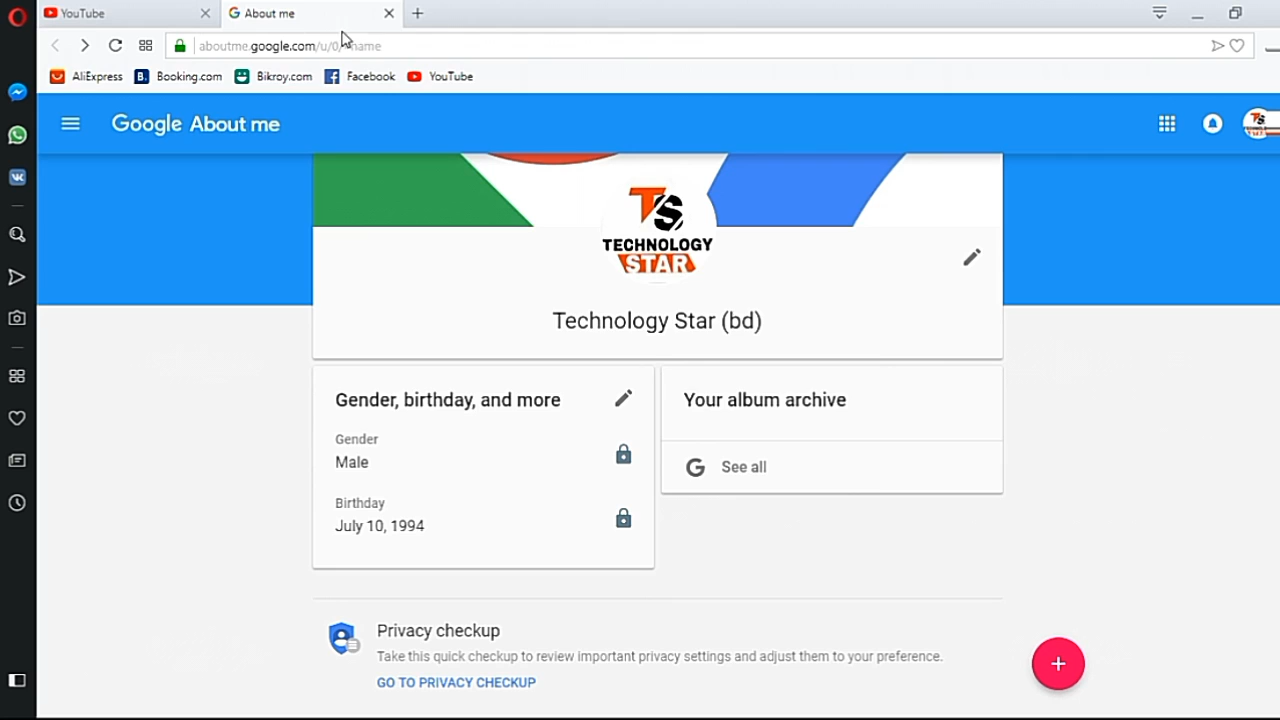 YouTube
About me
aboutme.google.com/u/0/ name
AliExpress
B. Booking.com
Bikroy.com
Facebook
YouTube
Google About me
TS
TECHNOLOGY
STAR
Technology Star (bd)
Gender, birthday, and more
Gender
Male
Birthday
July 10, 1994
Your album archive
G See all
Privacy checkup
Take this quick checkup to review important privacy settings and adjust them to your preference.
GO TO PRIVACY CHECKUP